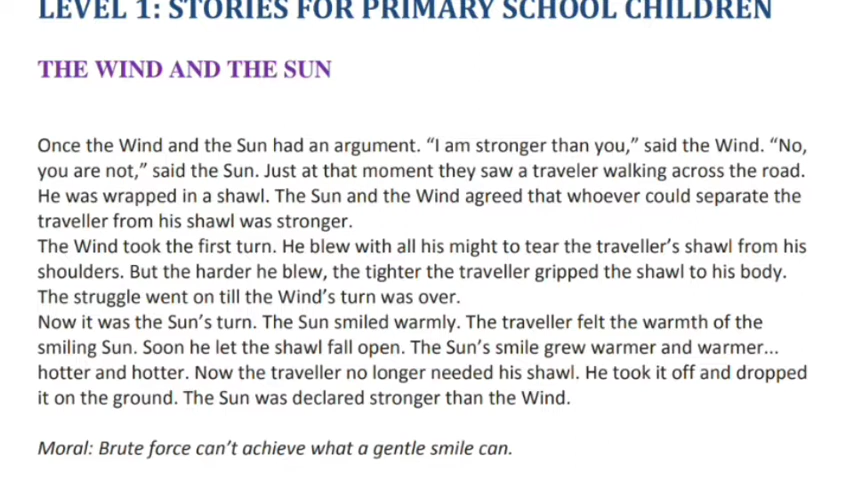 LEVEL 1: STORIES FOR PRIMARY SCHOOL CHILDREN
THE WIND AND THE SUN
Once the Wind and the Sun had an argument. “I am stronger than you,” said the Wind. “No,
you are not,” said the Sun. Just at that moment they saw a traveler walking across the road.
He was wrapped in a shawl. The Sun and the Wind agreed that whoever could separate the
traveller from his shawl was stronger.
The Wind took the first turn. He blew with all his might to tear the traveller’s shawl from his
shoulders. But the harder he blew, the tighter the traveller gripped the shawl to his body.
The struggle went on till the Wind’s turn was over.
Now it was the Sun’s turn. The Sun smiled warmly. The traveller felt the warmth of the
smiling Sun. Soon he let the shawl fall open. The Sun’s smile grew warmer and warmer...
hotter and hotter. Now the traveller no longer needed his shawl. He took it off and dropped
it on the ground. The Sun was declared stronger than the Wind.
Moral: Brute force can’t achieve what a gentle smile can.